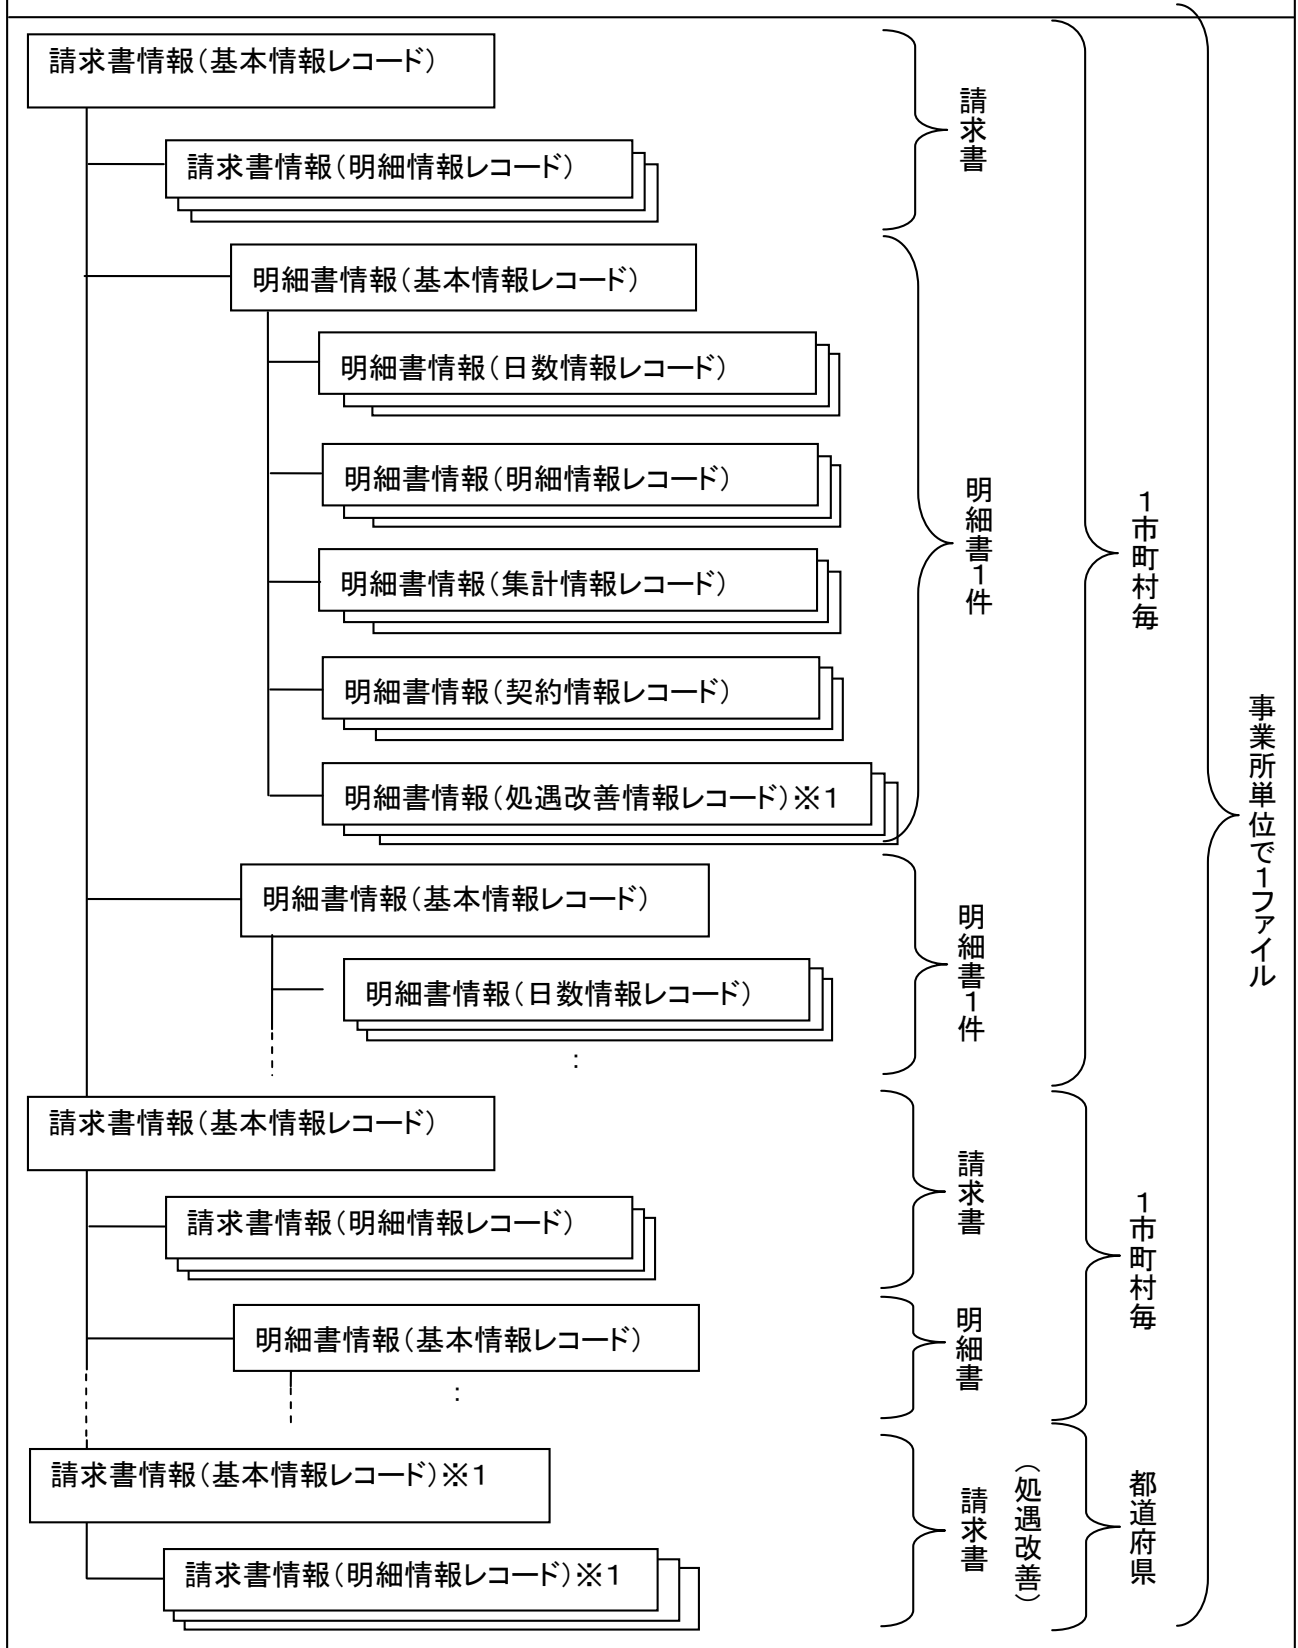 請求書情報（基本情報レコード）
請求書情報（明細情報レコード）
請求書
明細書情報（基本情報レコード）
明細書情報（日数情報レコード）
明細書情報（明細情報レコード）
明細書情報（集計情報レコード）
明細書情報（契約情報レコード）
明細書情報（処遇改善情報レコード）※１
明細書１件
明細書情報（基本情報レコード）
明細書情報（日数情報レコード）
：
明細書１件
１市町村毎
請求書情報（基本情報レコード）
請求書情報（明細情報レコード）
請求書
明細書情報（基本情報レコード）
：
明細書
１市町村毎
請求書情報（基本情報レコード）※１
請求書情報（明細情報レコード）※１
請求書
（処遇改善）
都道府県
事業所単位で１ファイル